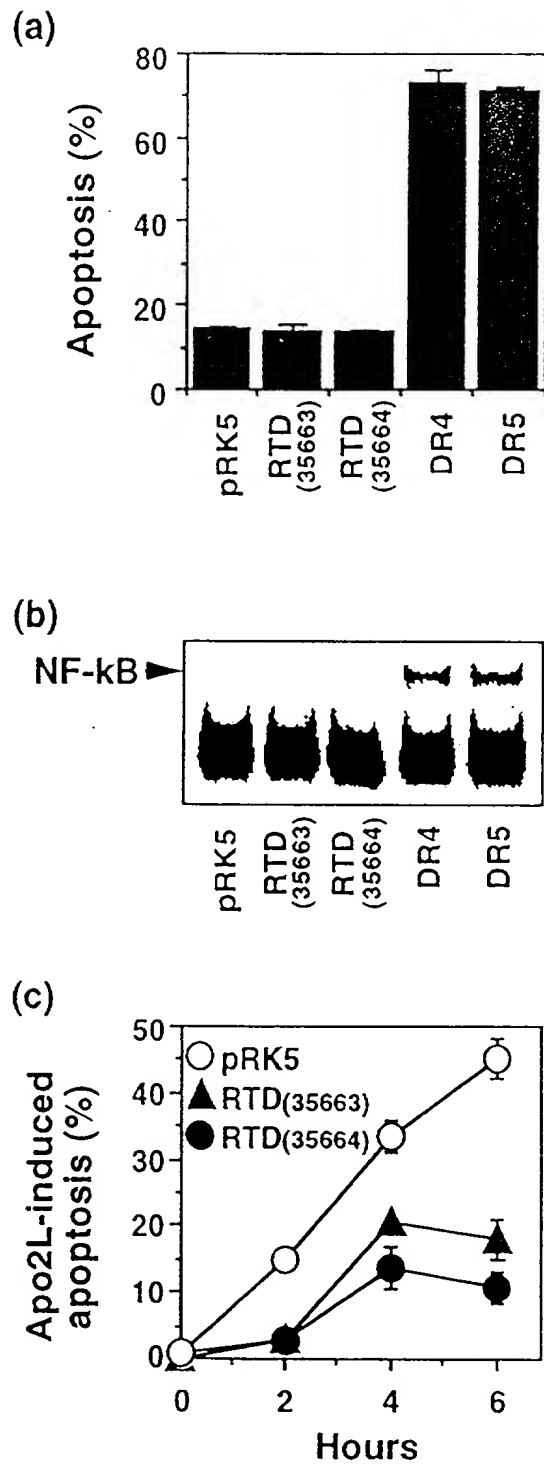 (a)
Apoptosis (%)
80
60
40
20
0
pRK5
RTD
(35663)
RTD
(35664)
DR4
DR5
(b)
NF-kB
pRK5
RTD
(35663)
RTD
(35664)
DR4
DR5
(c)
Apo2L-induced
apoptosis (%)
50
40
30
20
10
0
pRK5
RTD(35663)
RTD(35664)
0 2 4 6
Hours